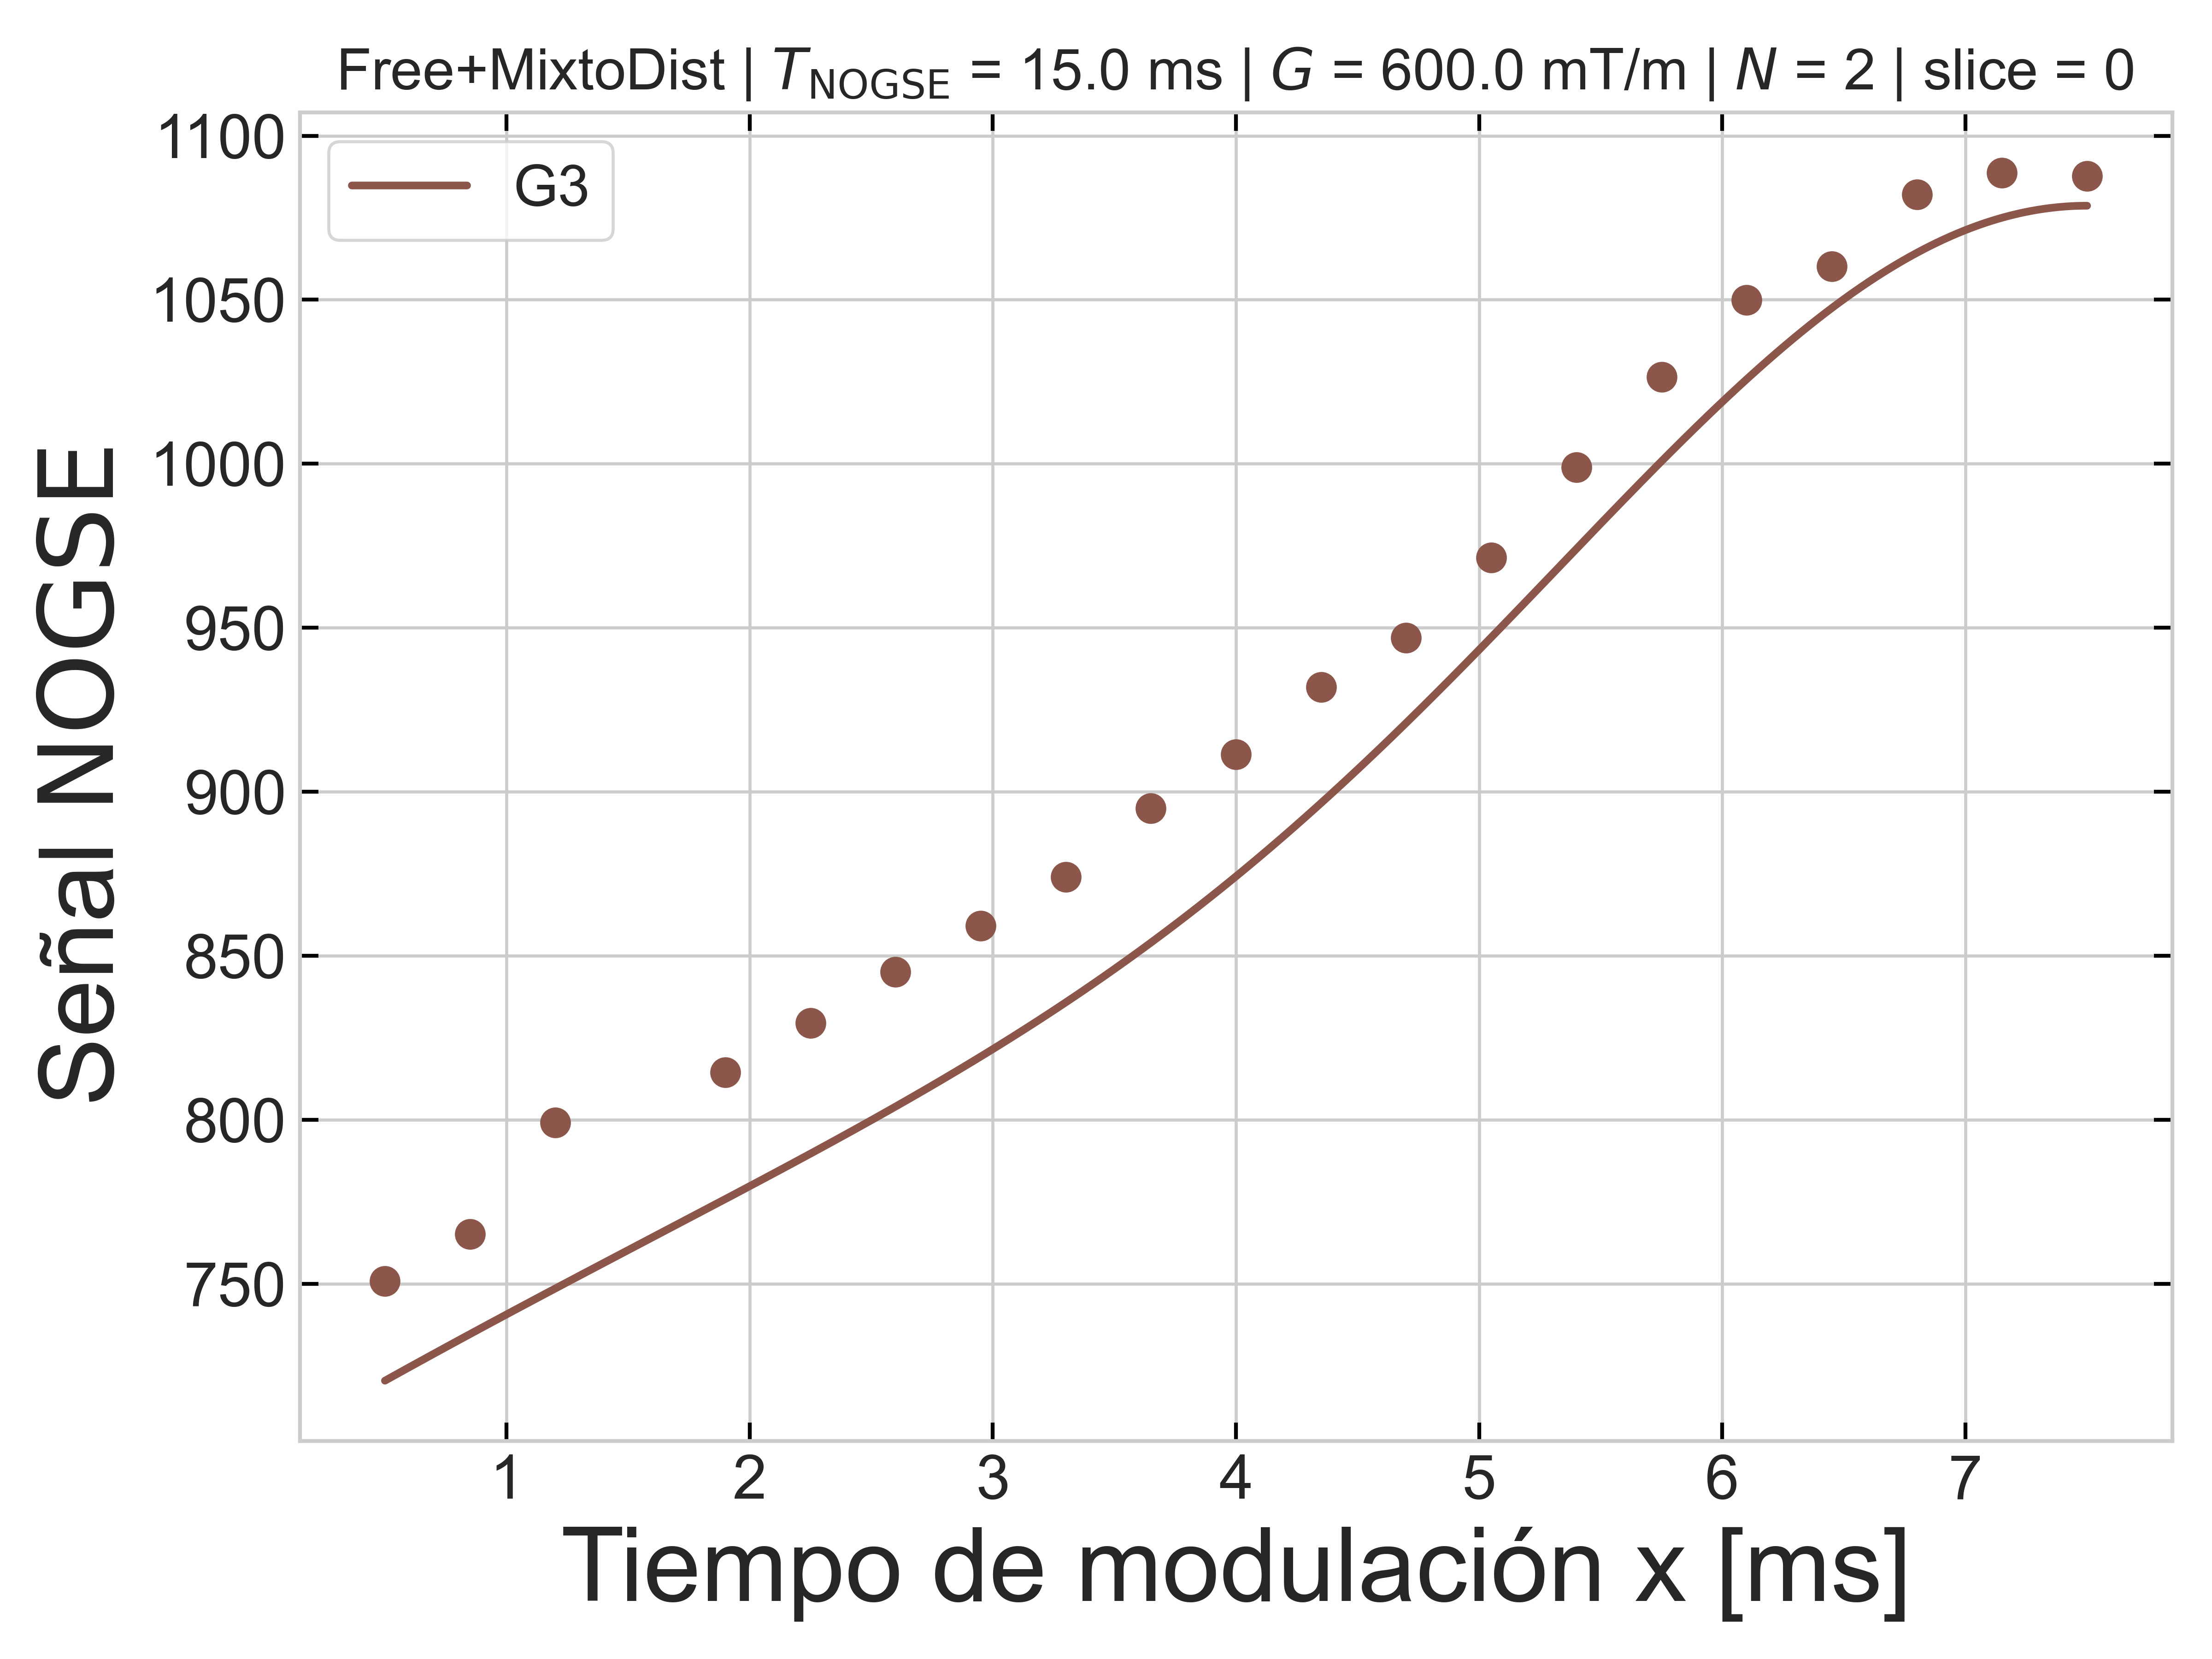 Free+MixtoDist | T_NOGSE = 15.0 ms | G = 600.0 mT/m | N = 2 | slice = 0
G3
Señal NOGSE
1100
1050
1000
950
900
850
800
750
1 2 3 4 5 6 7
Tiempo de modulación x [ms]